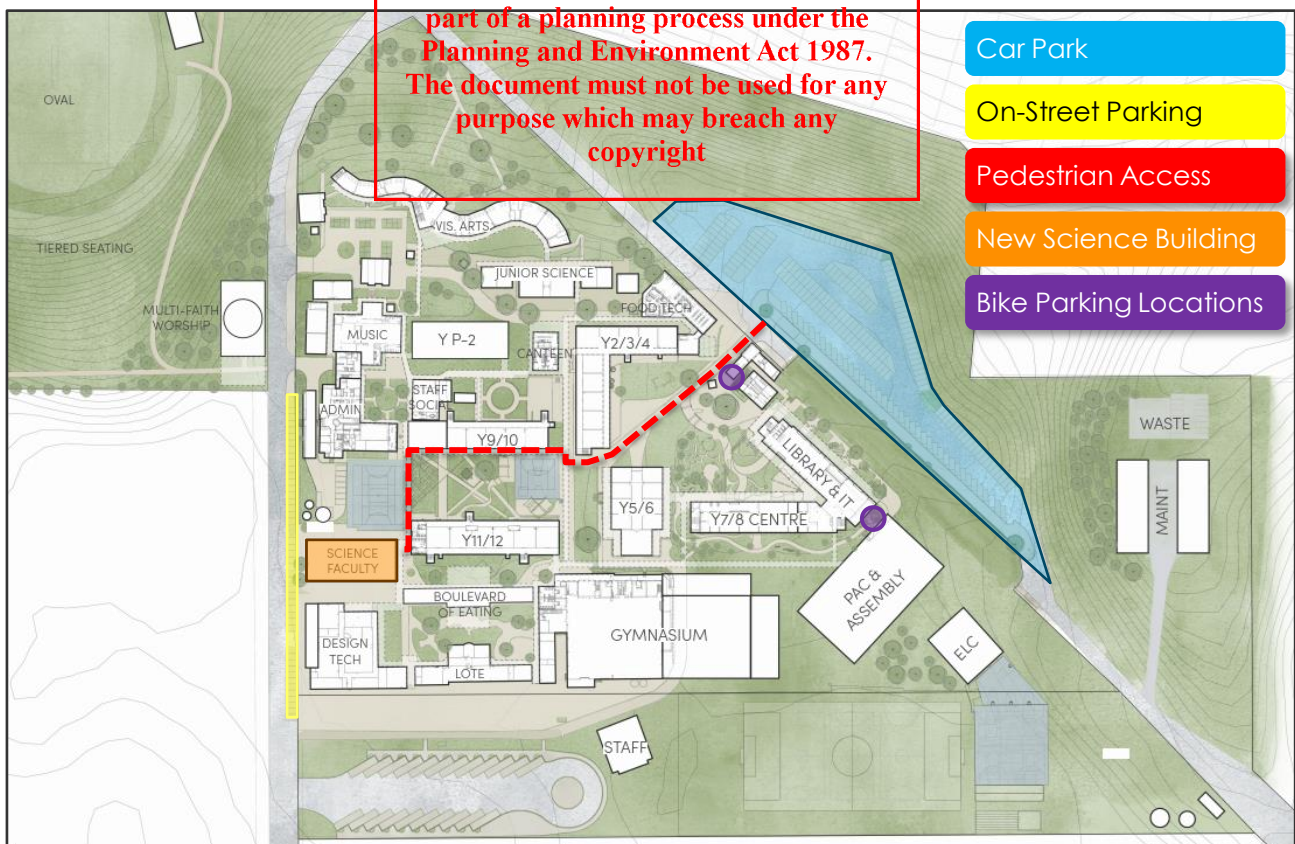 part of a planning process under the
Planning and Environment Act 1987.
The document must not be used for any
purpose which may breach any
copyright
Car Park
On-Street Parking
Pedestrian Access
New Science Building
Bike Parking Locations
OVAL
TIERED SEATING
MULTI-FAITH
WORSHIP
VIS. ARTS
JUNIOR SCIENCE
FOOD TECH
MUSIC
Y P-2
CANTEEN
Y2/3/4
STAFF
SOCIAL
ADMIN
Y9/10
LIBRARY & IT
WASTE
MAINT
Y5/6
Y7/8 CENTRE
Y11/12
SCIENCE
FACULTY
BOULEVARD
OF EATING
PAC &
ASSEMBLY
GYMNASIUM
DESIGN
TECH
LOTE
ELC
STAFF